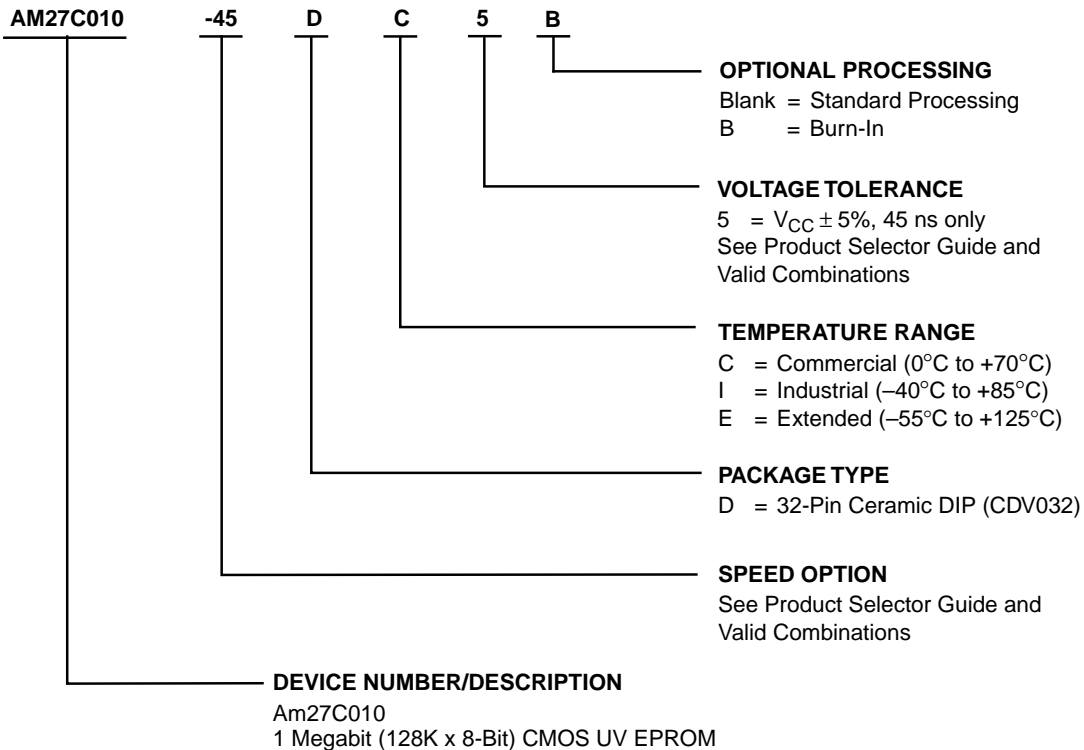 AM27C010 -45 D C 5 B
OPTIONAL PROCESSING
Blank = Standard Processing
B = Burn-In
VOLTAGE TOLERANCE
5 = VCC ± 5%, 45 ns only
See Product Selector Guide and
Valid Combinations
TEMPERATURE RANGE
C = Commercial (0°C to +70°C)
I = Industrial (–40°C to +85°C)
E = Extended (–55°C to +125°C)
PACKAGE TYPE
D = 32-Pin Ceramic DIP (CDV032)
SPEED OPTION
See Product Selector Guide and
Valid Combinations
DEVICE NUMBER/DESCRIPTION
Am27C010
1 Megabit (128K x 8-Bit) CMOS UV EPROM